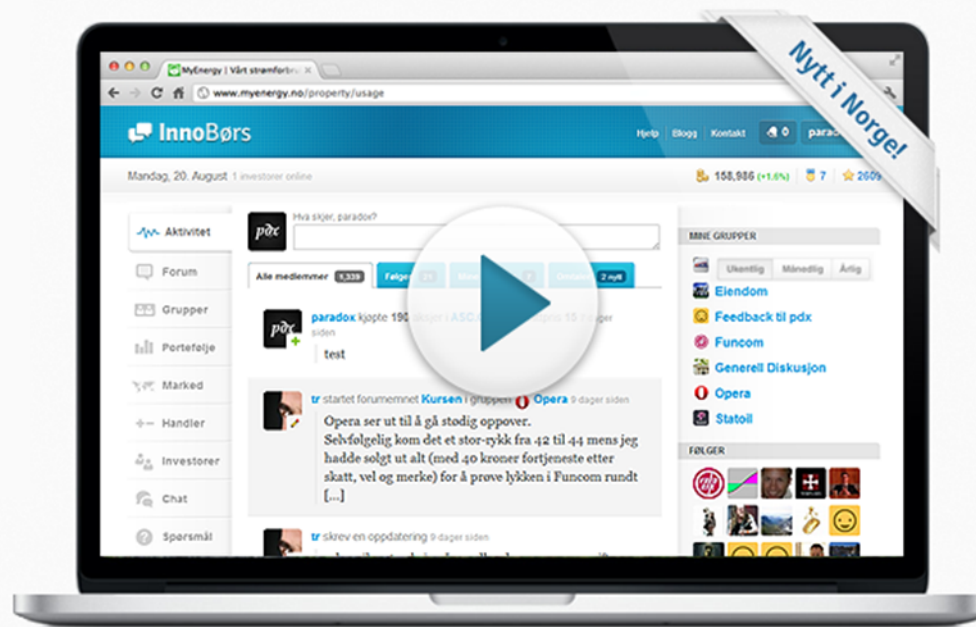 Nytt i Norge!
MyEnergy | Vårt strømforbru
www.myenergy.no/property/usage
InnoBørs
Hjelp Blogg Kontakt 0
Mandag, 20. August 1 investorer online
158,986 (+1.6%) 7 2609
Aktivitet
Forum
Grupper
Portefølje
Marked
Handler
Investorer
Chat
Spørsmål
pdx
Hva skjer, paradox?
Alle medlemmer 1,339 2 nytt
pdx
paradox kjøpte 190
siden
test
tr startet forumemnet Kursen i gruppen Opera 9 dager siden
Opera ser ut til å gå stødig oppover.
Selvfølgelig kom det et stor-rykk fra 42 til 44 mens jeg
hadde solgt ut alt (med 40 kroner fortjeneste etter
skatt, vel og merke) for å prøve lykken i Funcom rundt
[...]
tr skrev en oppdatering 9 dager siden
MINE GRUPPER
Ukentlig Månedlig Årlig
Eiendom
Feedback til pdx
Funcom
Generell Diskusjon
Opera
Statoil
FØLGER